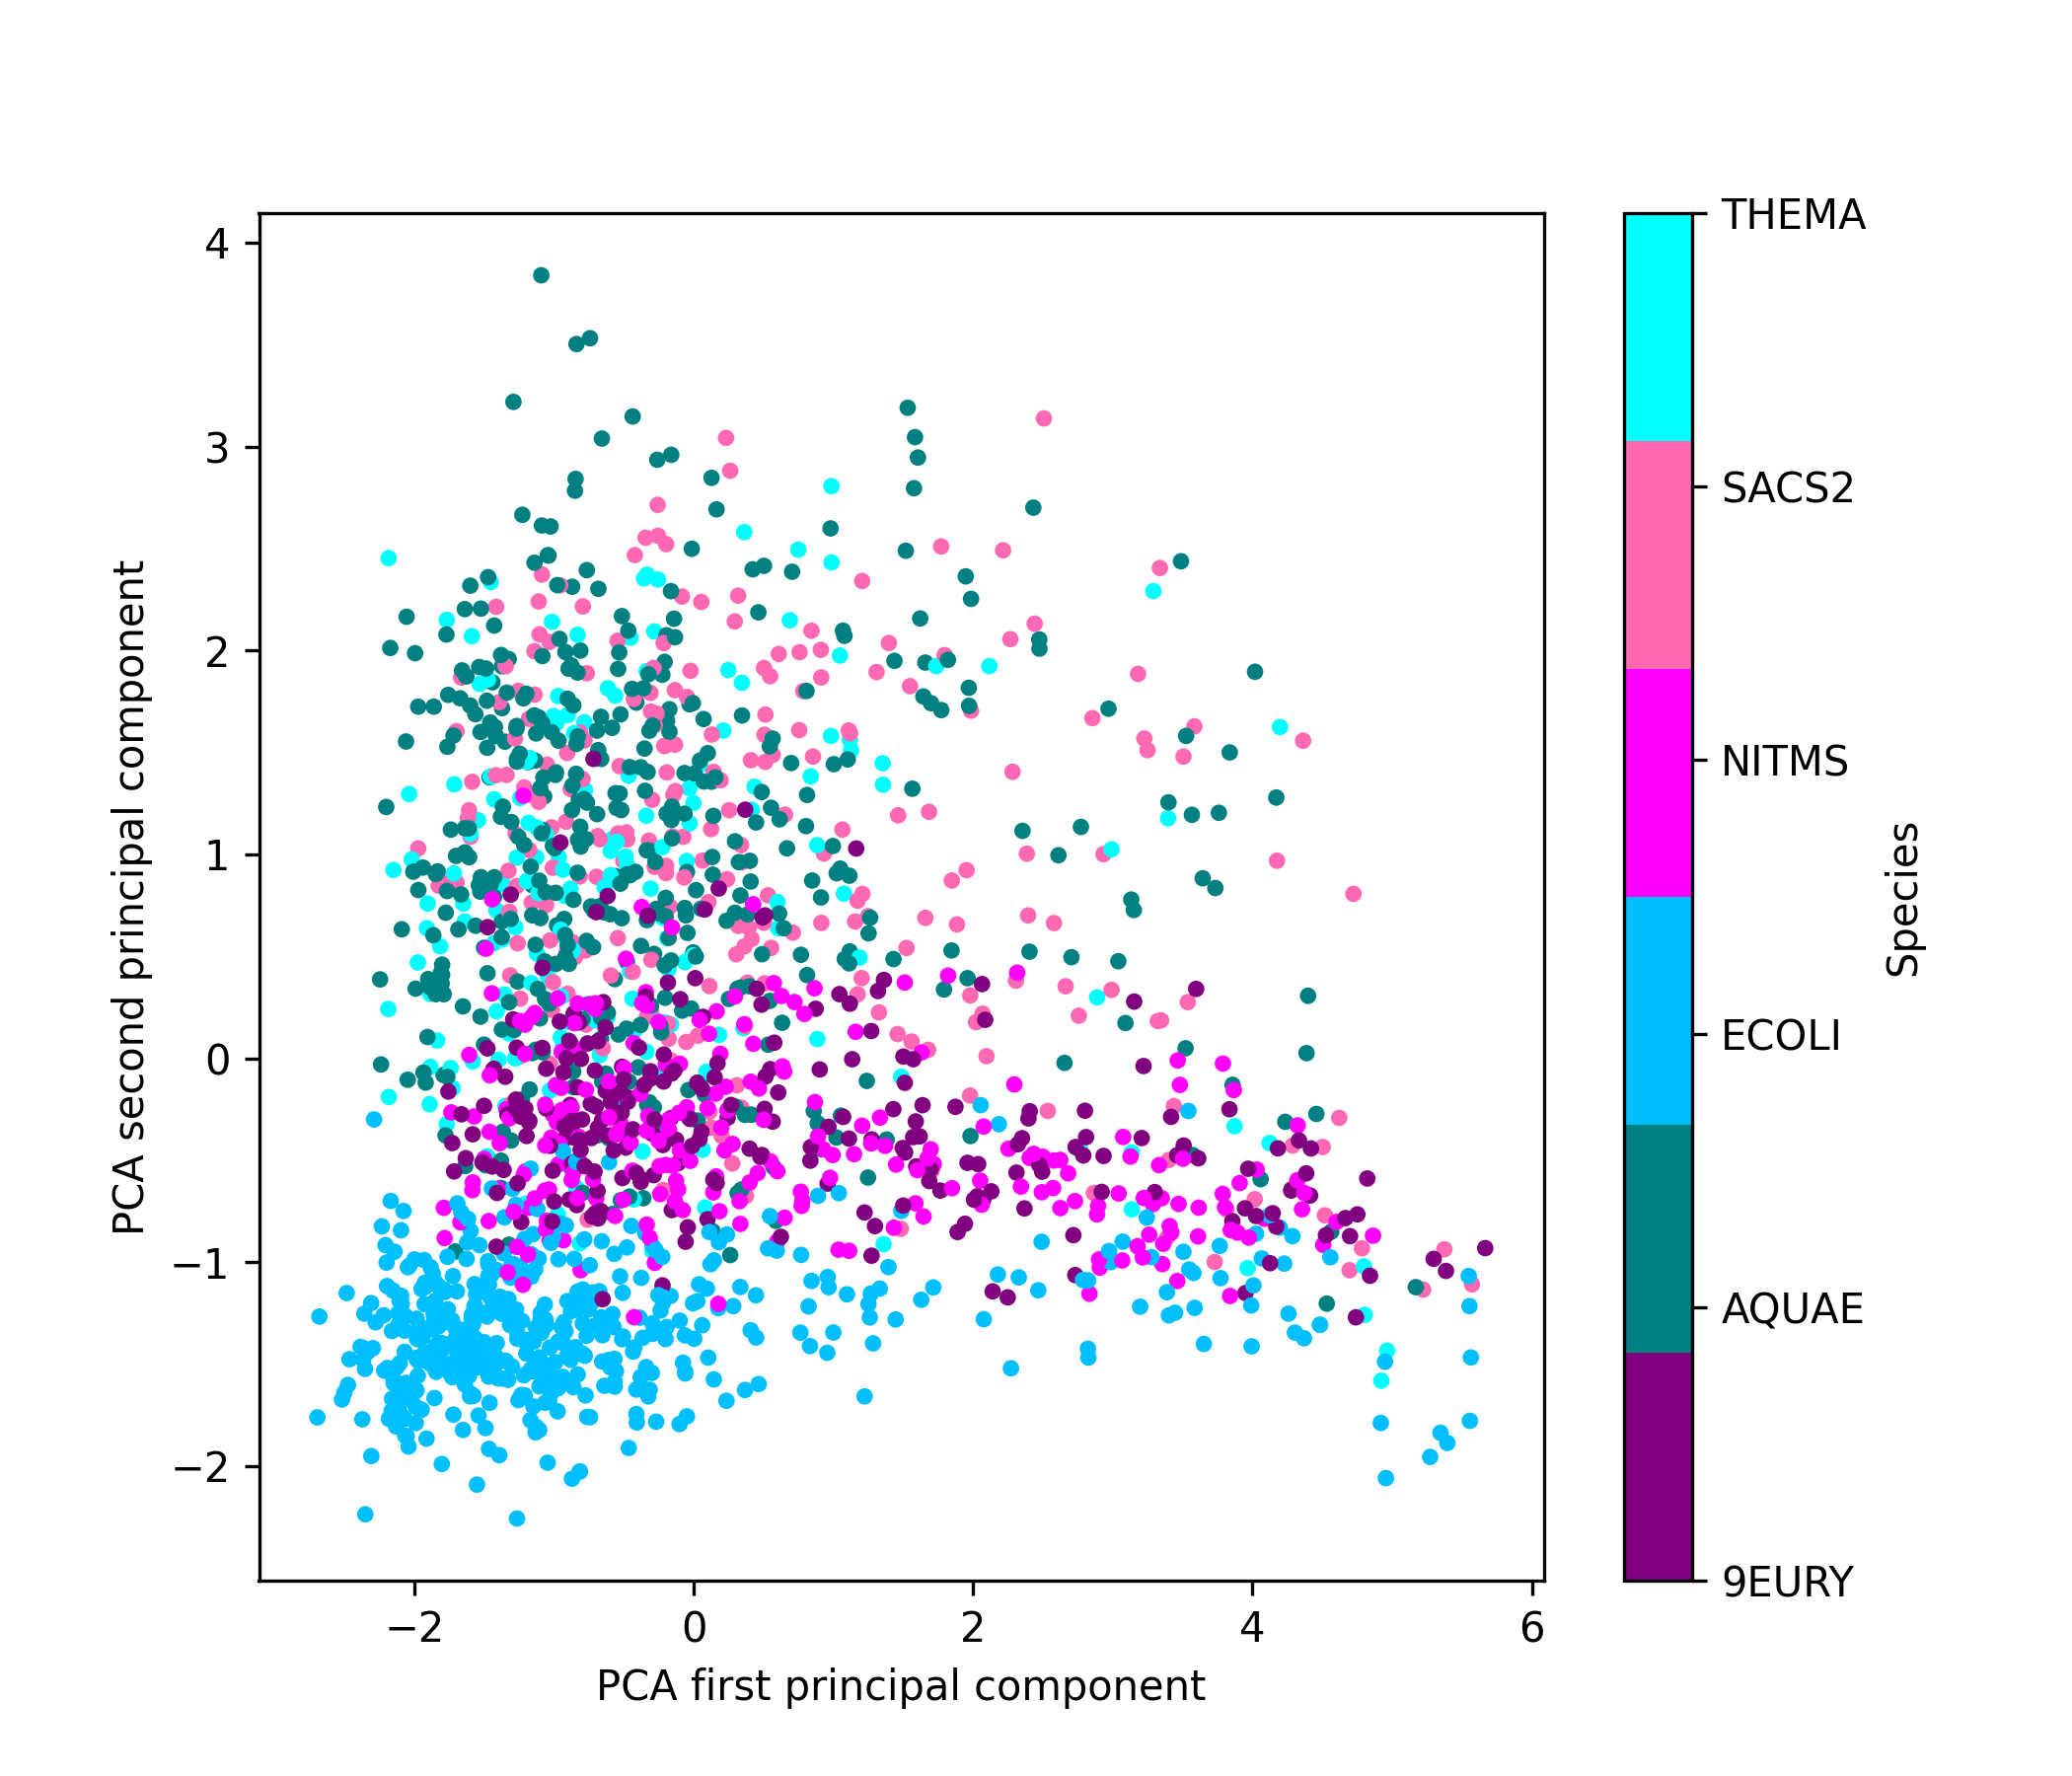 4
3
2
1
0
−1
−2
PCA second principal component
−2
0
2
4
6
PCA first principal component
THEMA
SACS2
NITMS
ECOLI
AQUAE
9EURY
Species